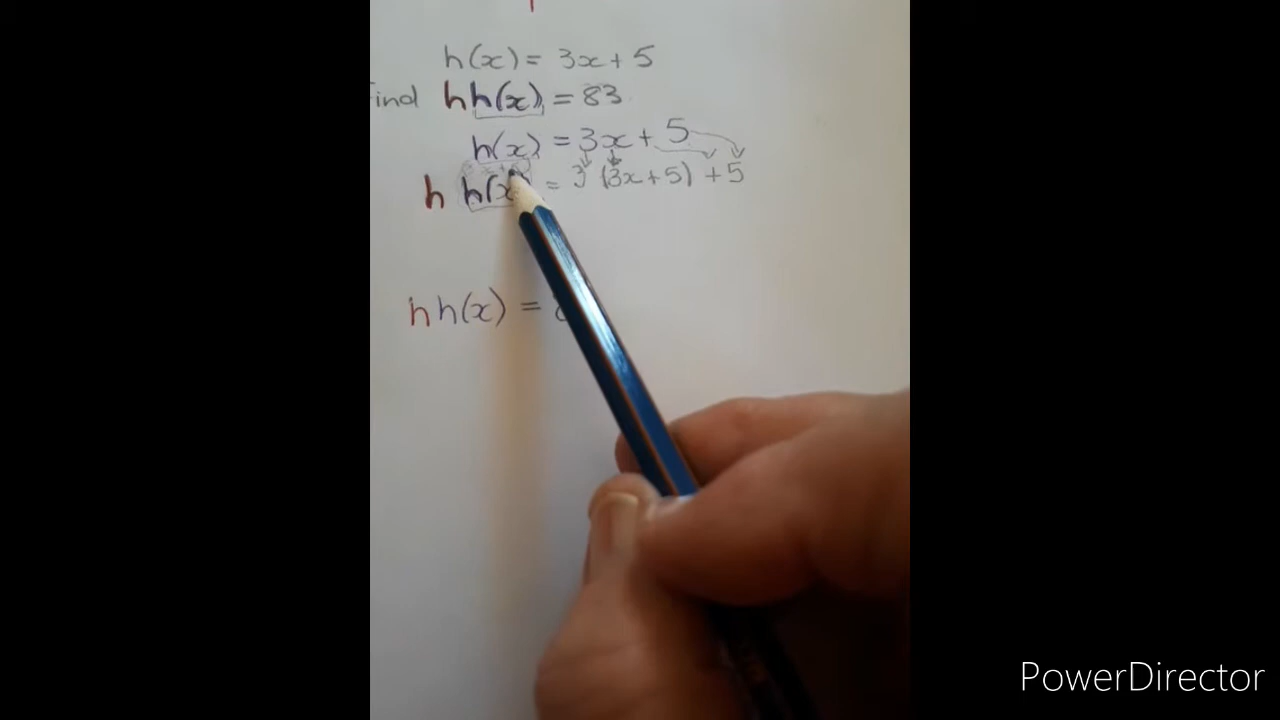 h(x) = 3x + 5
Find hh(x) = 83
h(x) = 3x + 5
h h(x) = 3 (3x + 5) + 5
hh(x) =
PowerDirector